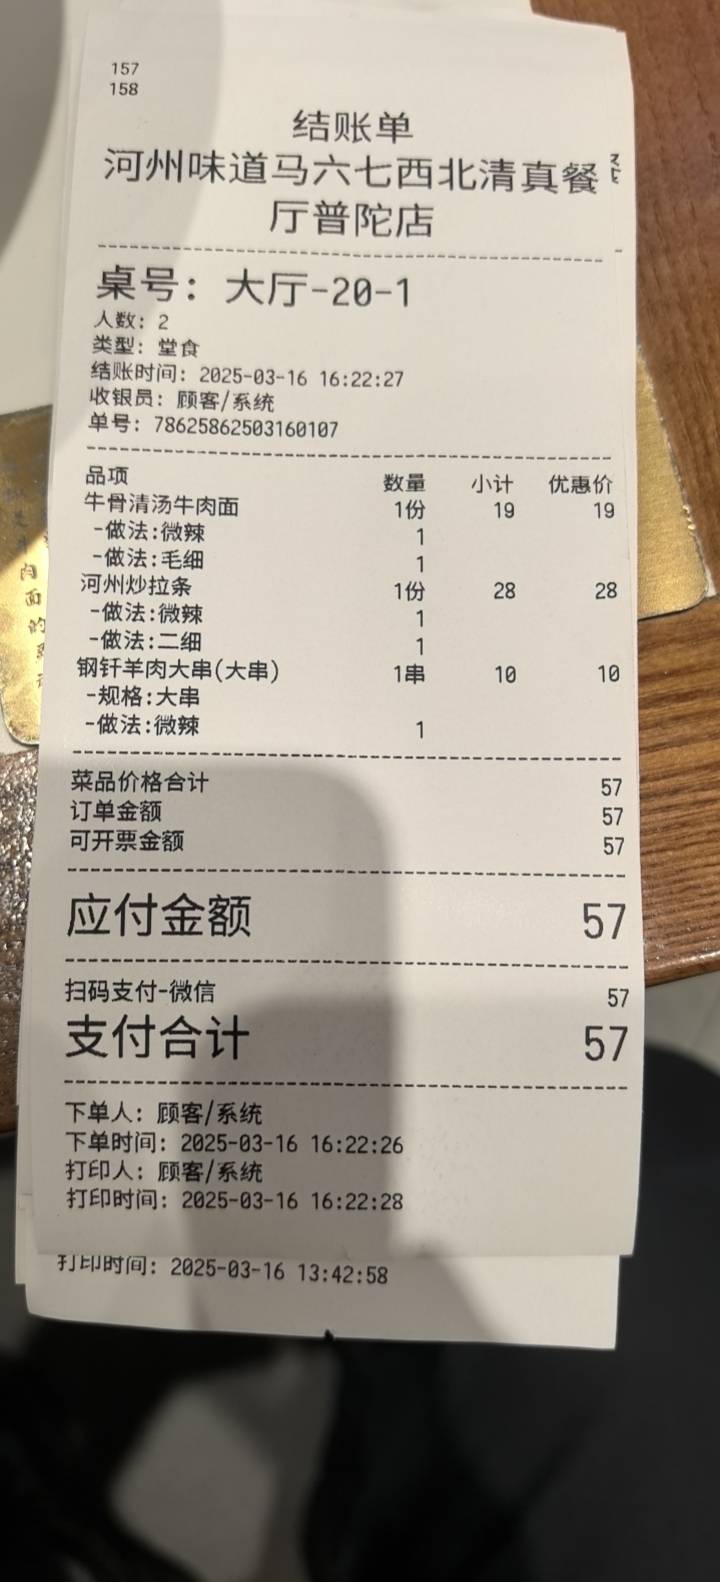 157
158
结账单
河州味道马六七西北清真餐
厅普陀店
桌号: 大厅-20-1
人数: 2
类型: 堂食
结账时间: 2025-03-16 16:22:27
收银员: 顾客/系统
单号: 78625862503160107
品项 数量 小计 优惠价
牛骨清汤牛肉面 1份 19 19
-做法:微辣 1
-做法:毛细 1
河州炒拉条 1份 28 28
-做法:微辣 1
-做法:二细 1
钢钎羊肉大串(大串) 1串 10 10
-规格:大串
-做法:微辣 1
菜品价格合计 57
订单金额 57
可开票金额 57
应付金额 57
扫码支付-微信 57
支付合计 57
下单人: 顾客/系统
下单时间: 2025-03-16 16:22:26
打印人: 顾客/系统
打印时间: 2025-03-16 16:22:28
打印时间: 2025-03-16 13:42:58
肉
面
的